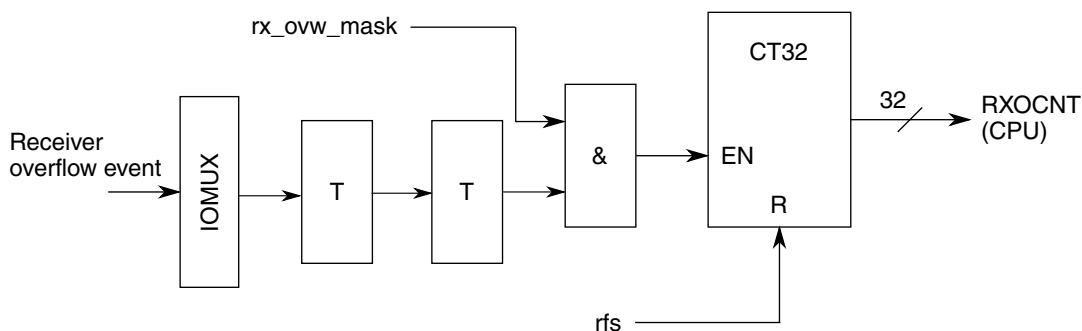 rx_ovw_mask
CT32
32
RXOCNT
(CPU)
Receiver
overflow event
IOMUX
T
T
&
EN
R
rfs